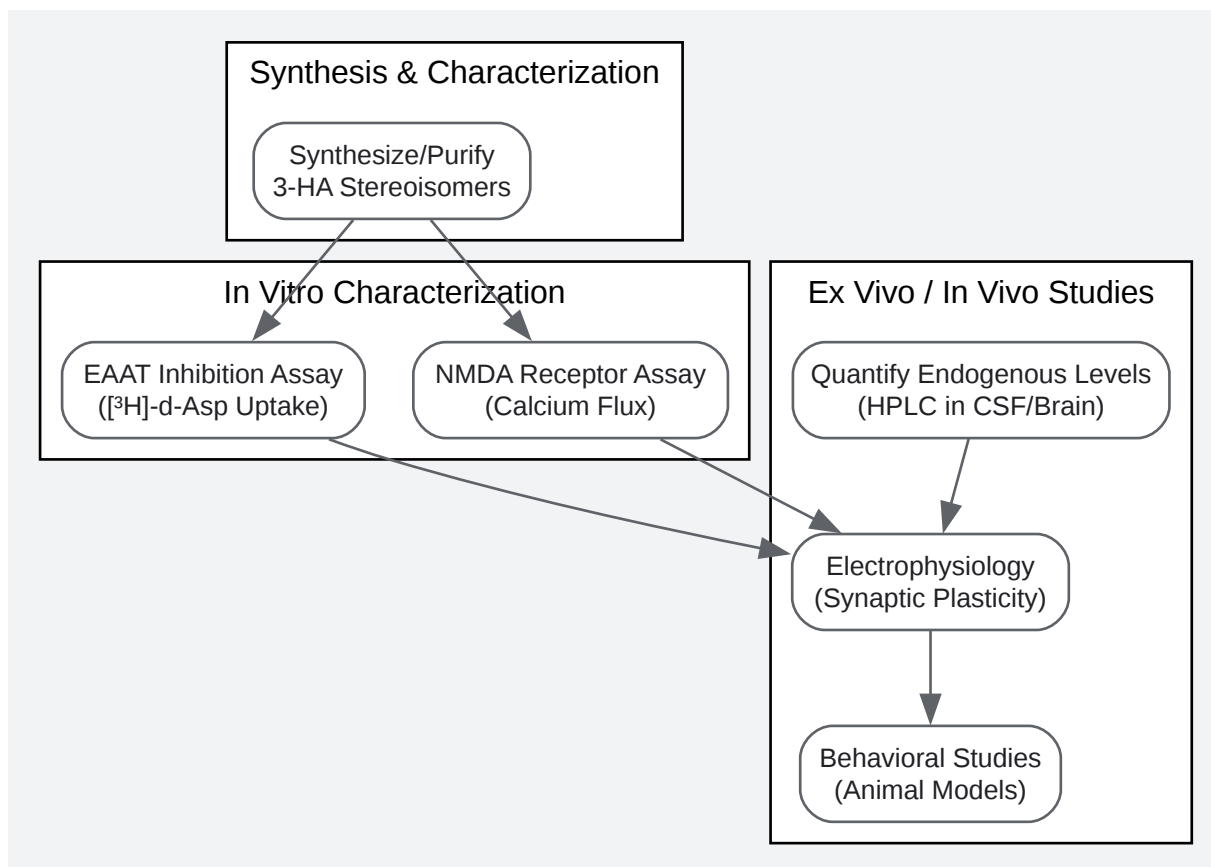 Synthesis & Characterization
Synthesize/Purify
3-HA Stereoisomers
In Vitro Characterization
EAAT Inhibition Assay
([³H]-d-Asp Uptake)
NMDA Receptor Assay
(Calcium Flux)
Ex Vivo / In Vivo Studies
Quantify Endogenous Levels
(HPLC in CSF/Brain)
Electrophysiology
(Synaptic Plasticity)
Behavioral Studies
(Animal Models)